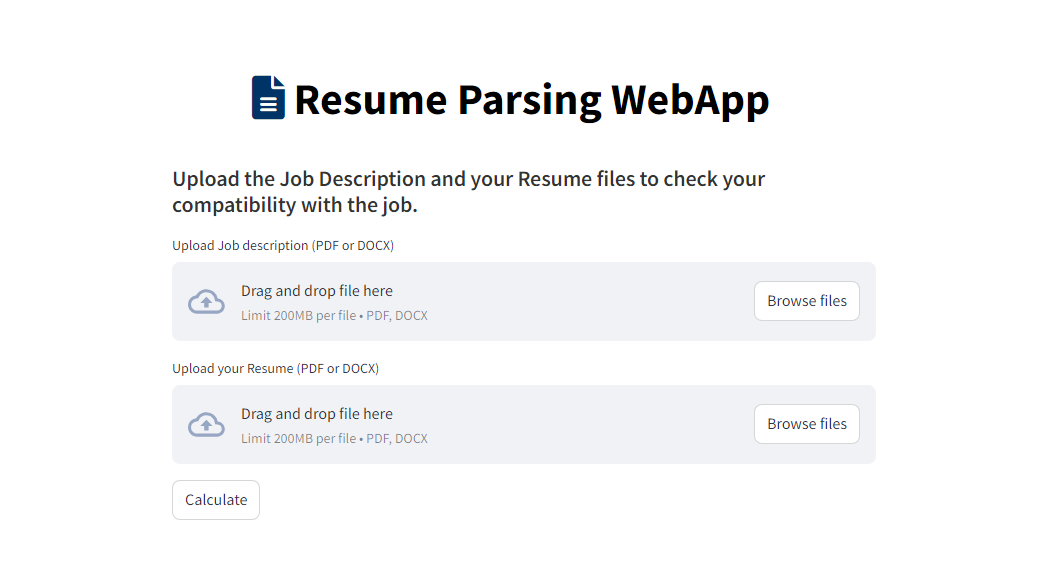 Resume Parsing WebApp
Upload the Job Description and your Resume files to check your
compatibility with the job.
Upload Job description (PDF or DOCX)
Drag and drop file here
Limit 200MB per file • PDF, DOCX
Browse files
Upload your Resume (PDF or DOCX)
Drag and drop file here
Limit 200MB per file • PDF, DOCX
Browse files
Calculate